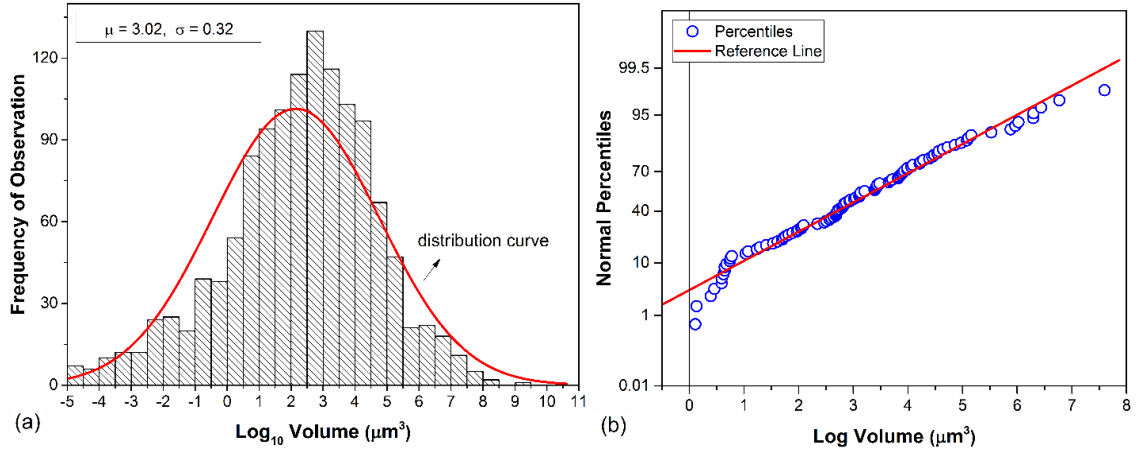 μ = 3.02, σ = 0.32
120
90
60
30
0
Frequency of Observation
distribution curve
-5 -4 -3 -2 -1 0 1 2 3 4 5 6 7 8 9 10 11
Log10 Volume (μm³)
(a)
Percentiles
Reference Line
99.5
95
70
40
10
1
0.01
Normal Percentiles
0 1 2 3 4 5 6 7 8
Log Volume (μm³)
(b)